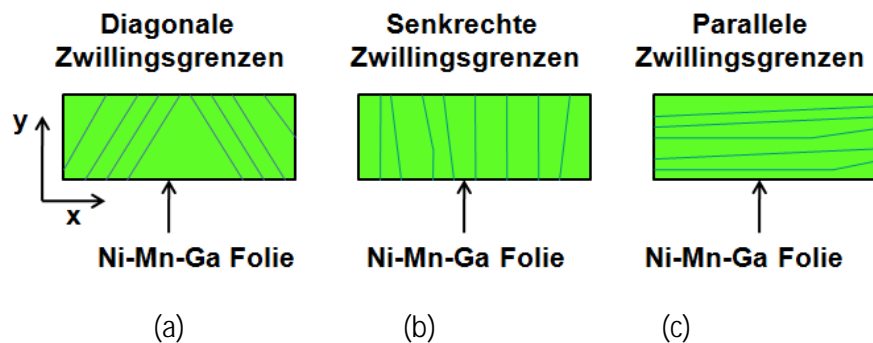 Diagonale
Zwillingsgrenzen
Senkrechte
Zwillingsgrenzen
Parallele
Zwillingsgrenzen
y
x
Ni-Mn-Ga Folie
Ni-Mn-Ga Folie
Ni-Mn-Ga Folie
(a)
(b)
(c)